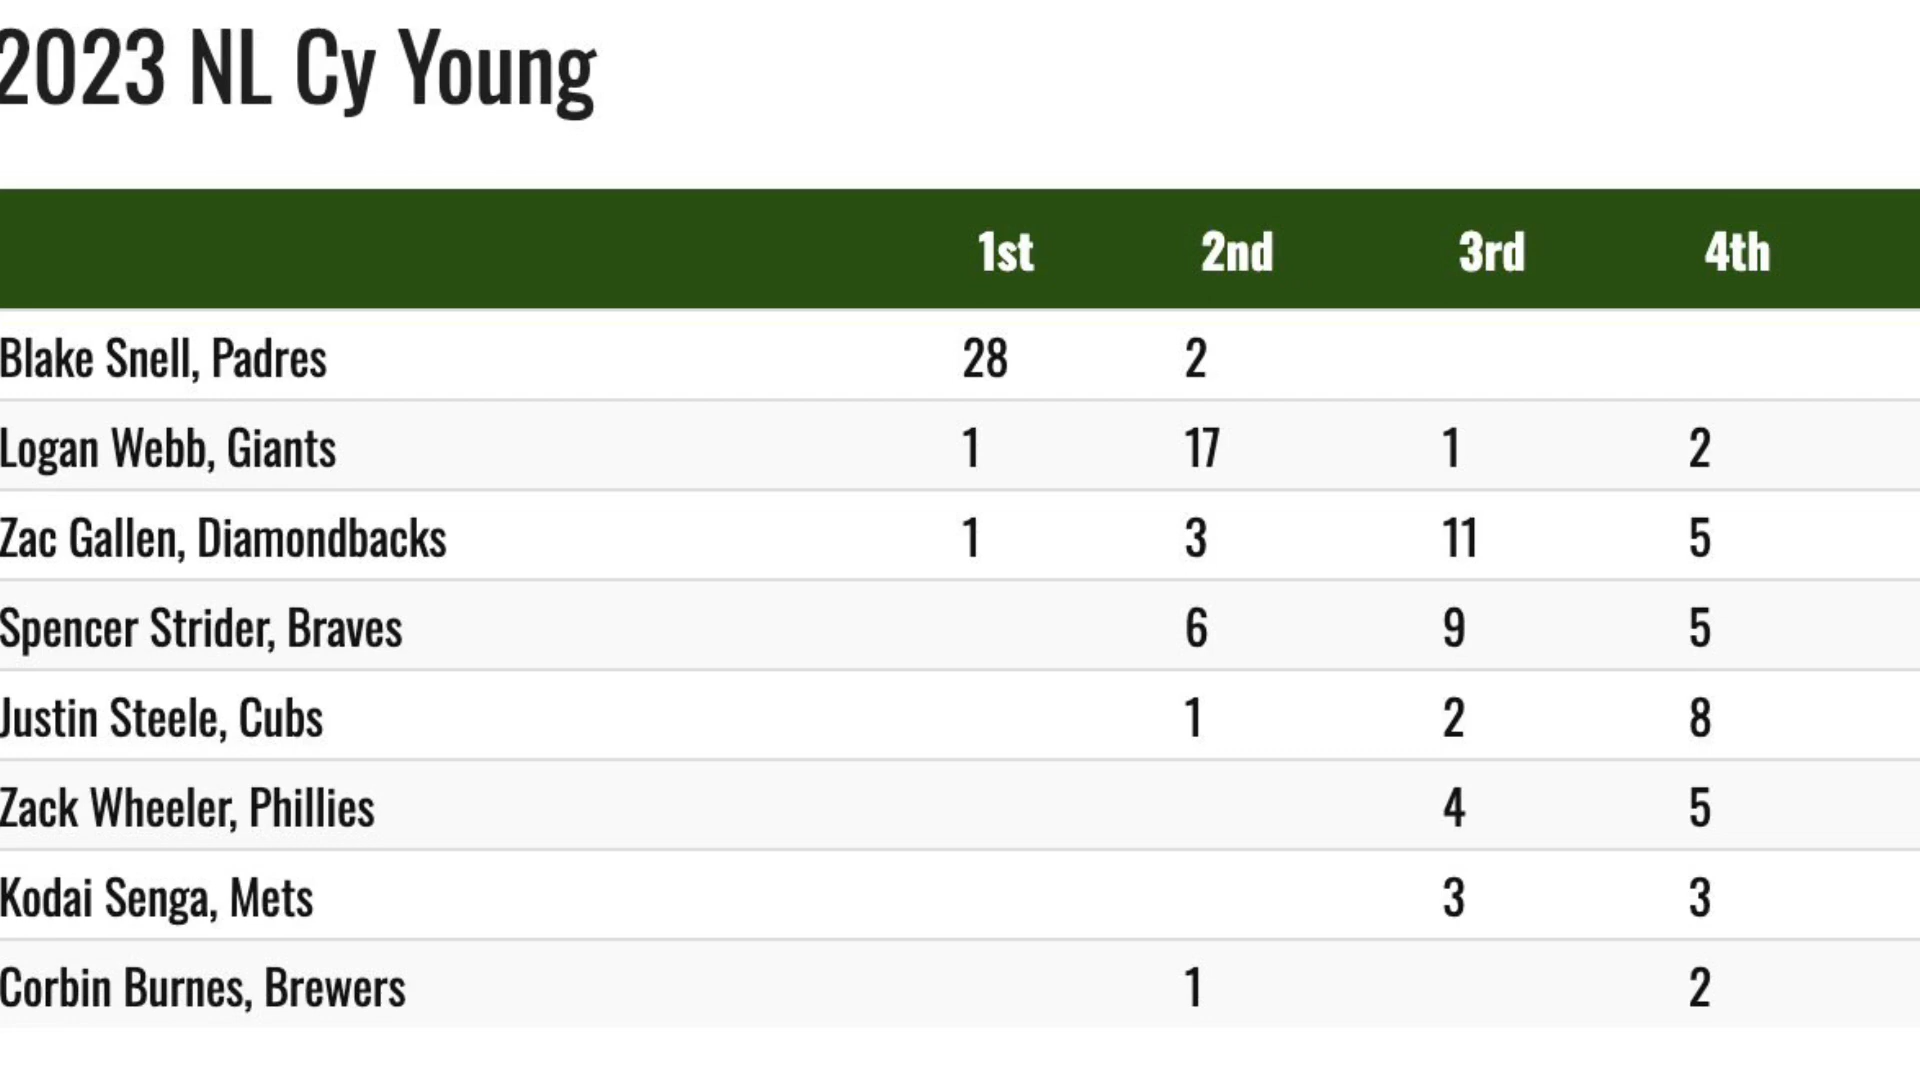 2023 NL Cy Young
1st 2nd 3rd 4th
Blake Snell, Padres 28 2
Logan Webb, Giants 1 17 1 2
Zac Gallen, Diamondbacks 1 3 11 5
Spencer Strider, Braves 6 9 5
Justin Steele, Cubs 1 2 8
Zack Wheeler, Phillies 4 5
Kodai Senga, Mets 3 3
Corbin Burnes, Brewers 1 2